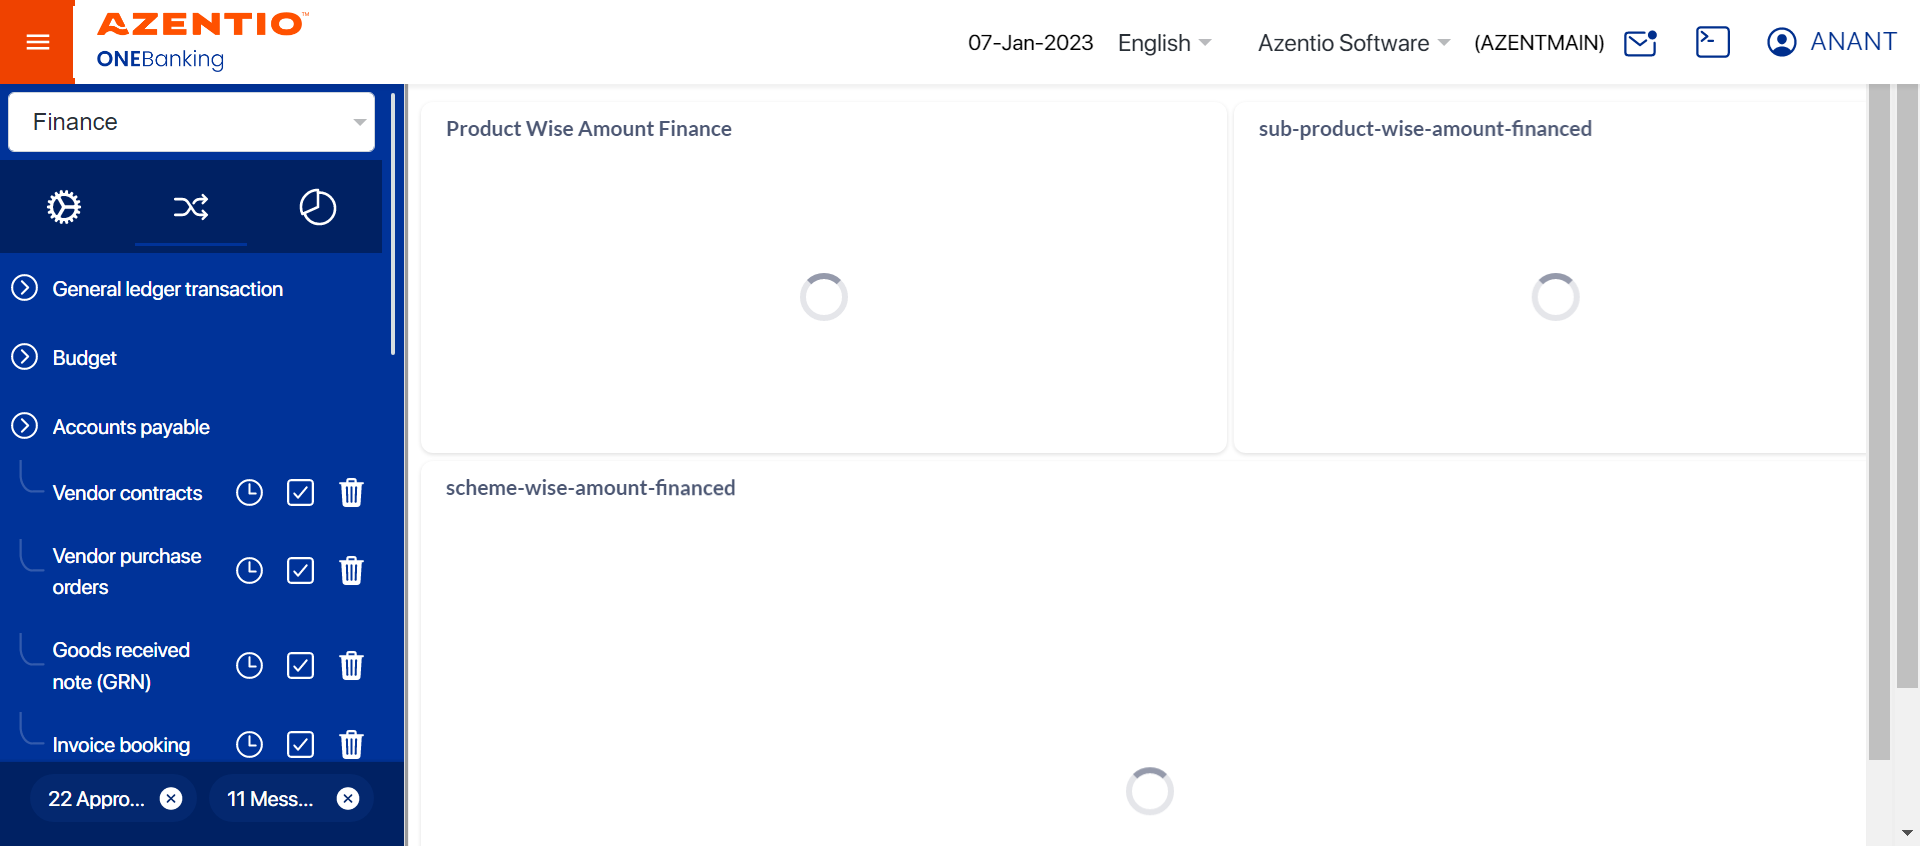 AZENTIO™
ONEBanking
07-Jan-2023
English
Azentio Software
(AZENTMAIN)
ANANT
Finance
General ledger transaction
Budget
Accounts payable
Vendor contracts
Vendor purchase
orders
Goods received
note (GRN)
Invoice booking
22 Appro...
11 Mess...
Product Wise Amount Finance
sub-product-wise-amount-financed
scheme-wise-amount-financed